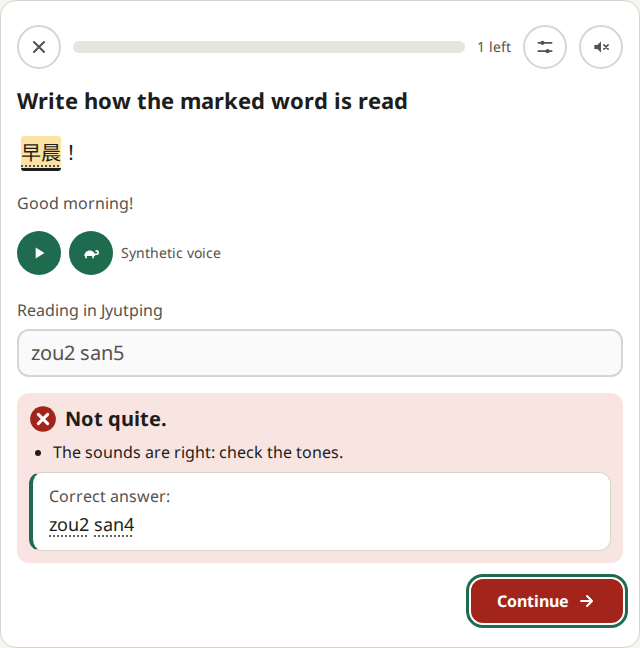 1 left
Write how the marked word is read
早晨！
Good morning!
Synthetic voice
Reading in Jyutping
zou2 san5
Not quite.
• The sounds are right: check the tones.
Correct answer:
zou2 san4
Continue →